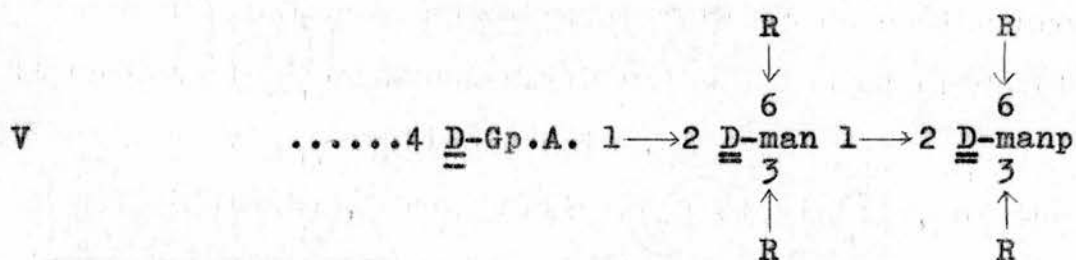 R R
↓ ↓
6 6
V ......4 D-Gp.A. 1⟶2 D-man 1⟶2 D-manp
3 3
↑ ↑
R R